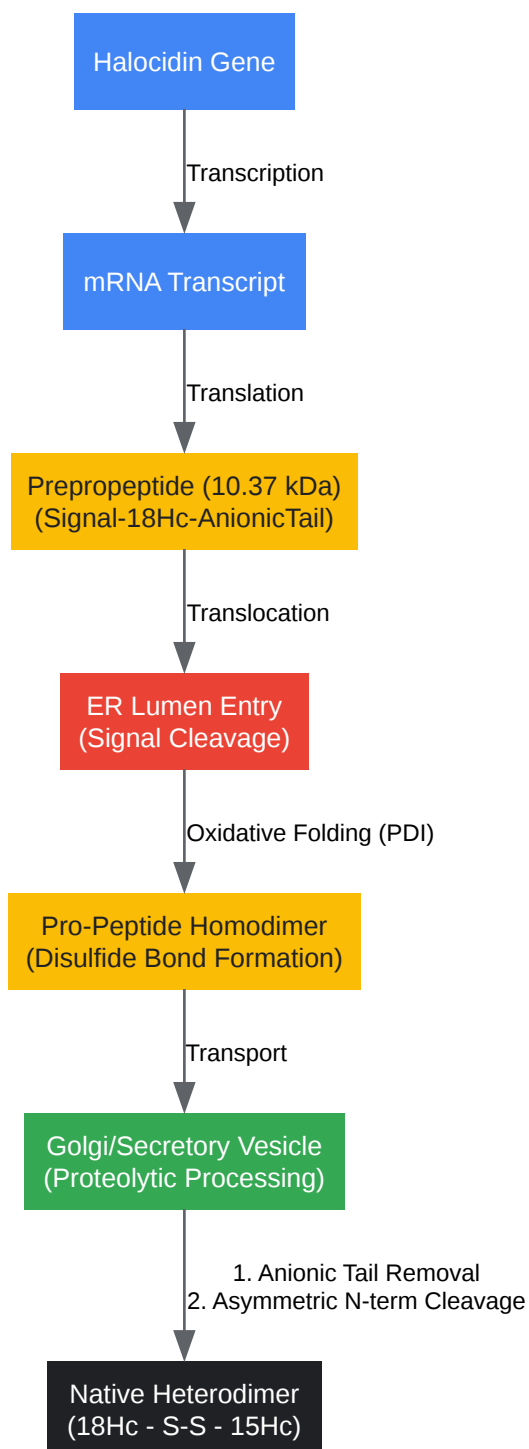 Halocidin Gene
Transcription
mRNA Transcript
Translation
Prepropeptide (10.37 kDa)
(Signal-18Hc-AnionicTail)
Translocation
ER Lumen Entry
(Signal Cleavage)
Oxidative Folding (PDI)
Pro-Peptide Homodimer
(Disulfide Bond Formation)
Transport
Golgi/Secretory Vesicle
(Proteolytic Processing)
1. Anionic Tail Removal
2. Asymmetric N-term Cleavage
Native Heterodimer
(18Hc - S-S - 15Hc)